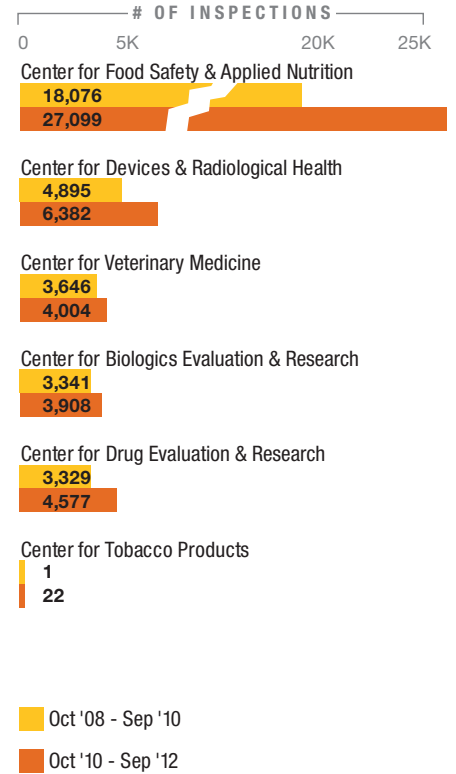 # OF INSPECTIONS
0 5K 20K 25K
Center for Food Safety & Applied Nutrition
18,076
27,099
Center for Devices & Radiological Health
4,895
6,382
Center for Veterinary Medicine
3,646
4,004
Center for Biologics Evaluation & Research
3,341
3,908
Center for Drug Evaluation & Research
3,329
4,577
Center for Tobacco Products
1
22
Oct '08 - Sep '10
Oct '10 - Sep '12